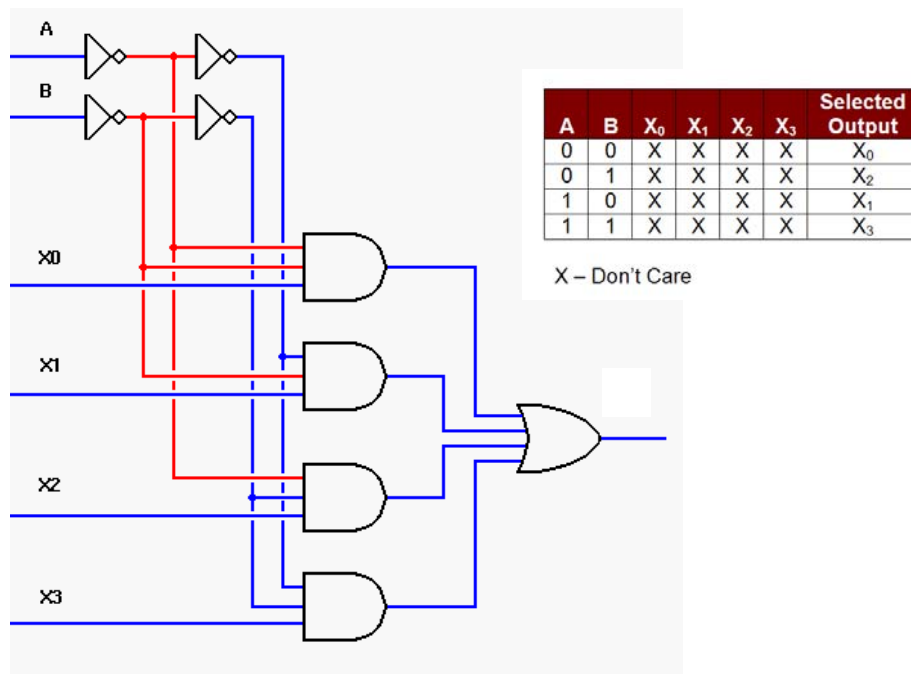 A
B
X0
X1
X2
X3
A B X₀ X₁ X₂ X₃ Selected Output
0 0 X X X X X₀
0 1 X X X X X₂
1 0 X X X X X₁
1 1 X X X X X₃
X – Don't Care